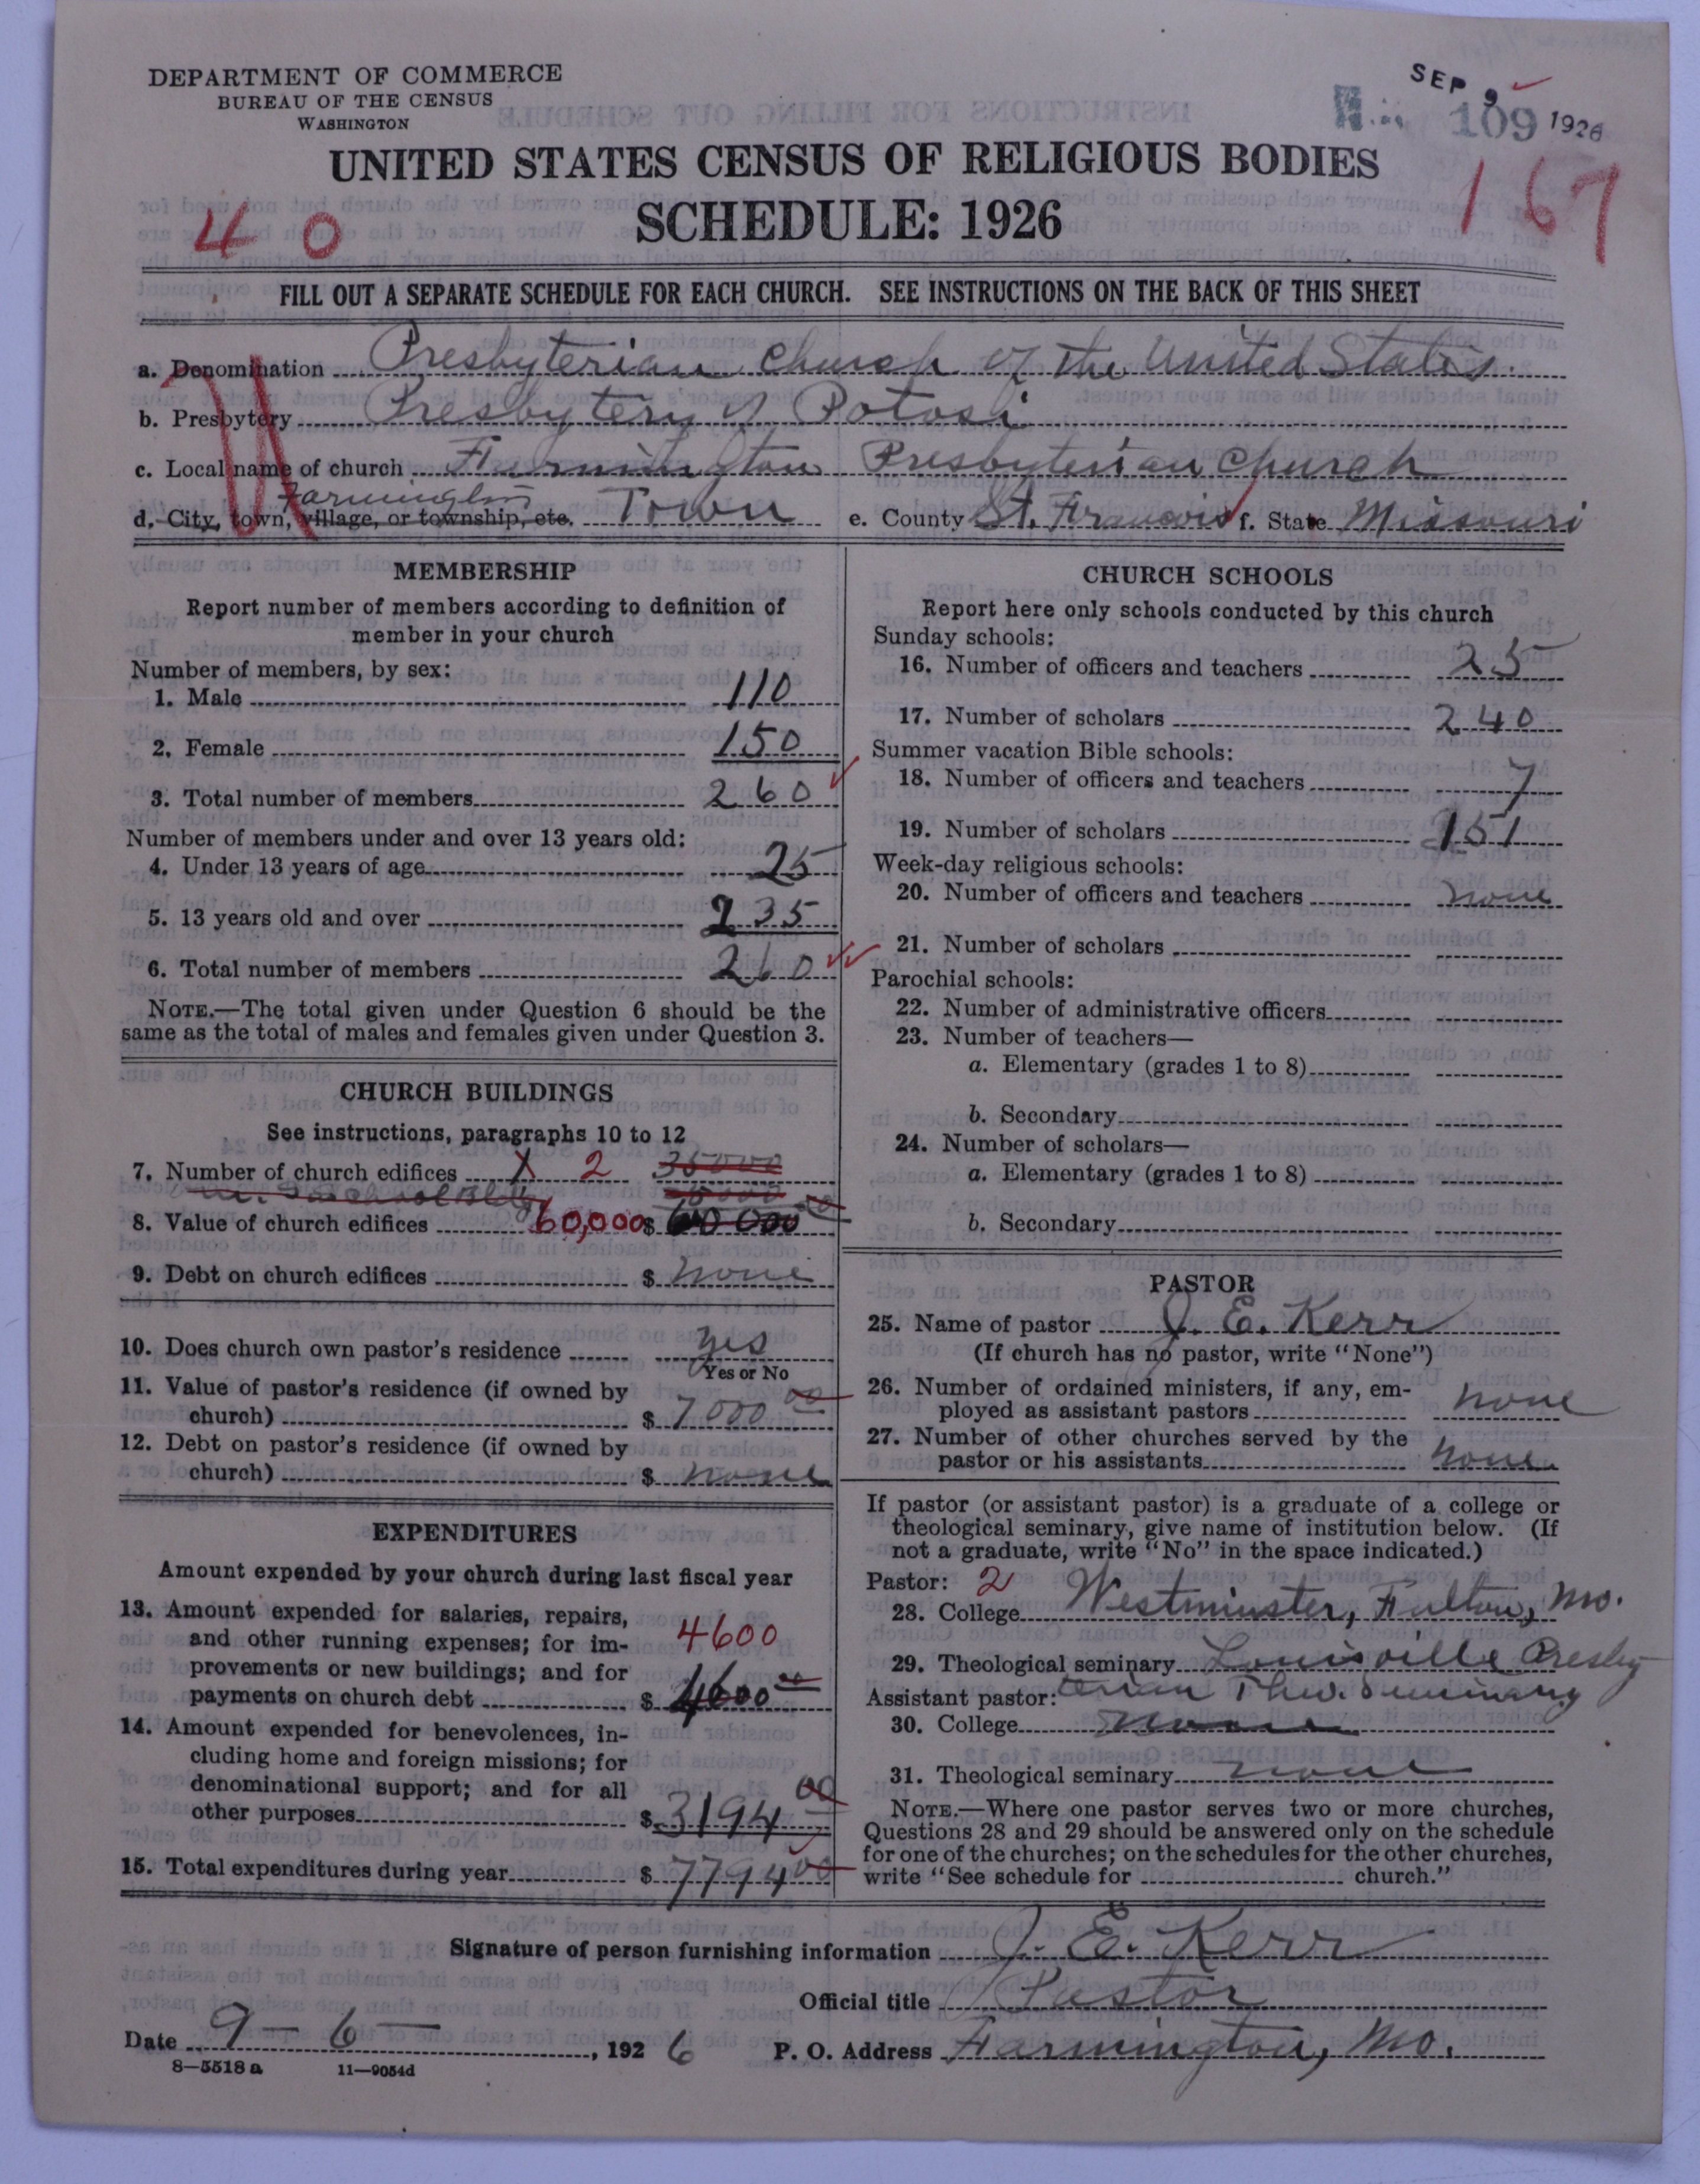 DEPARTMENT OF COMMERCE
BUREAU OF THE CENSUS
WASHINGTON
SEP 9 1926
109
UNITED STATES CENSUS OF RELIGIOUS BODIES
SCHEDULE: 1926
40
167
FILL OUT A SEPARATE SCHEDULE FOR EACH CHURCH. SEE INSTRUCTIONS ON THE BACK OF THIS SHEET
a. Denomination Presbyterian Church of the United States
b. Presbytery Presbytery of Potosi
c. Local name of church Farmington Presbyterian Church
Farmington
d. City, town, village, or township, etc. Town e. County St. Francois f. State Missouri
MEMBERSHIP
Report number of members according to definition of
member in your church
Number of members, by sex:
1. Male 110
2. Female 150
3. Total number of members 260
Number of members under and over 13 years old:
4. Under 13 years of age 25
5. 13 years old and over 235
6. Total number of members 260
NOTE.—The total given under Question 6 should be the
same as the total of males and females given under Question 3.
CHURCH BUILDINGS
See instructions, paragraphs 10 to 12
7. Number of church edifices 1 2 35000
8. Value of church edifices 60,000 $ 60 000 00
9. Debt on church edifices $ none
10. Does church own pastor's residence yes
Yes or No
11. Value of pastor's residence (if owned by
church) $ 7000 00
12. Debt on pastor's residence (if owned by
church) $ none
EXPENDITURES
Amount expended by your church during last fiscal year
13. Amount expended for salaries, repairs,
and other running expenses; for im-
provements or new buildings; and for
payments on church debt $ 4600 00
4600
14. Amount expended for benevolences, in-
cluding home and foreign missions; for
denominational support; and for all
other purposes $ 3194 00
15. Total expenditures during year $ 7794 00
CHURCH SCHOOLS
Report here only schools conducted by this church
Sunday schools:
16. Number of officers and teachers 25
17. Number of scholars 240
Summer vacation Bible schools:
18. Number of officers and teachers 7
19. Number of scholars 151
Week-day religious schools:
20. Number of officers and teachers none
21. Number of scholars
Parochial schools:
22. Number of administrative officers
23. Number of teachers—
a. Elementary (grades 1 to 8)
b. Secondary
24. Number of scholars—
a. Elementary (grades 1 to 8)
b. Secondary
PASTOR
25. Name of pastor J. E. Kerr
(If church has no pastor, write "None")
26. Number of ordained ministers, if any, em-
ployed as assistant pastors none
27. Number of other churches served by the
pastor or his assistants none
If pastor (or assistant pastor) is a graduate of a college or
theological seminary, give name of institution below. (If
not a graduate, write "No" in the space indicated.)
Pastor: 2
28. College Westminster, Fulton, Mo.
29. Theological seminary Louisville Presby
Assistant pastor: terian Theo. Seminary
30. College none
31. Theological seminary none
NOTE.—Where one pastor serves two or more churches,
Questions 28 and 29 should be answered only on the schedule
for one of the churches; on the schedules for the other churches,
write "See schedule for church."
Signature of person furnishing information J. E. Kerr
Official title Pastor
Date 9-6-, 1926 P. O. Address Farmington, Mo.
8—5518a 11—9054d